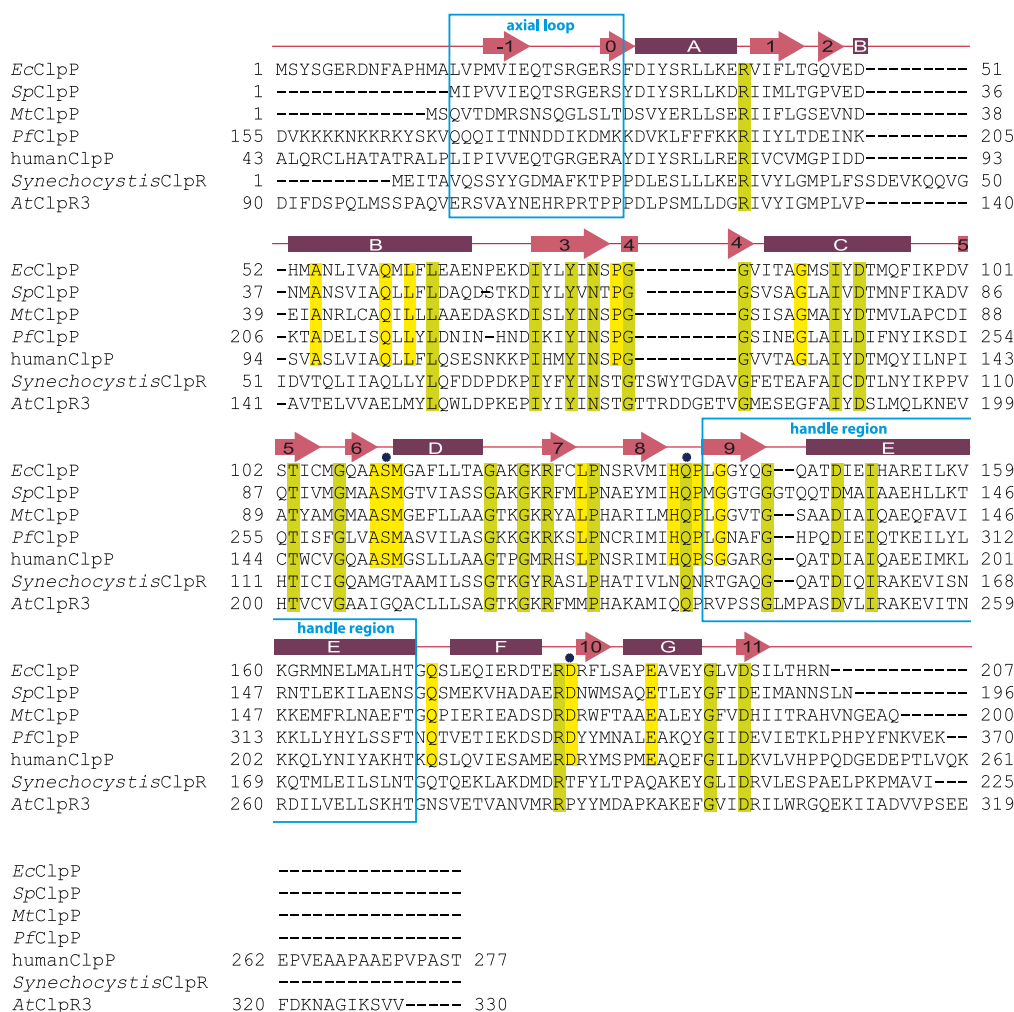 axial loop
-1 0 A 1 2 B
EcClpP 1 MSYSGERDNFAPHMALVPMVIEQTSRGERSFDIYSRLLKERVIFLTGQVED------ 51
SpClpP 1 --------------MIPVVIEQTSRGERSYDIYSRLLKDRIIMLTGPVED------ 36
MtClpP 1 ------------MSQVTDMRSNSQGLSLTDSVYERLLSERIIFLGSEVND------ 38
PfClpP 155 DVKKKKNKKRKYSKVQQQIITNNDDIKDMKKDVKLFFFKKRIIYLTDEINK------ 205
humanClpP 43 ALQRCLHATATRALPLIPIVVEQTGRGERAYDIYSRLLRERIVCVMGPIDD------ 93
SynechocystisClpR 1 ----------MEITAVQSSYYGDMAFKTPPPDLESLLLKERIVYLGMPLFSSDEVKQQVG 50
AtClpR3 90 DIFDSPQLMSSPAQVERSVAYNEHRPRTPPPDLPSMLLDGRIVYIGMPLVP------ 140
B 3 4 4 C 5
EcClpP 52 -HMANLIVAQMLFLEAENPEKDIYLYINSPG---------GVITAGMSIYDTMQFIKPDV 101
SpClpP 37 -NMANSVIAQLLFLDAQD-STKDIYLYVNTPG---------GSVSAGLAIVDTMNFIKADV 86
MtClpP 39 -EIANRLCAQILLLAAEDASKDISLYINSPG---------GSISAGMAIYDTMVLAPCDI 88
PfClpP 206 -KTADELISQLLYLDNIN-HNDIKIYINSPG---------GSINEGLAILDIFNYIKSDI 254
humanClpP 94 -SVASLVIAQLLFLQSESNKKPIHMYINSPG---------GVVTAGLAIYDTMQYILNPI 143
SynechocystisClpR 51 IDVTQLIIAQLLYLQFDDPDKPIYFYINSTGTSWYTGDAVGFETEAFAICDTLNYIKPPV 110
AtClpR3 141 -AVTELVVAELMYLQWLDPKEPIYIYINSTGTTRDDGETVGMESEGFAIYDSLMQLKNEV 199
handle region
5 6 D 7 8 9 E
EcClpP 102 STICMGQAASMGAFLLTAGAKGKRFCLPNSRVMIHQPLGGYQG--QATDIEIHAREILKV 159
SpClpP 87 QTIVMGMAASMGTVIASSGAKGKRFMLPNAEYMIHQPMGGTGGGTQQTDMAIAAEHLLKT 146
MtClpP 89 ATYAMGMAASMGEFLLAAGTKGKRYALPHARILMHQPLGGVTG--SAADIAIQAEQFAVI 146
PfClpP 255 QTISFGLVASMASVILASGKKGKRKSLPNCRIMIHQPLGNAFG--HPQDIEIQTKEILYL 312
humanClpP 144 CTWCVGQAASMGSLLLAAGTPGMRHSLPNSRIMIHQPSGGARG--QATDIAIQAEEIMKL 201
SynechocystisClpR 111 HTICIGQAMGTAAMILSSGTKGYRASLPHATIVLNQNRTGAQG--QATDIQIRAKEVISN 168
AtClpR3 200 HTVCVGAAIGQACLLLSAGTKGKRFMMPHAKAMIQQPRVPSSGLMPASDVLIRAKEVITN 259
handle region
E F 10 G 11
EcClpP 160 KGRMNELMALHTGQSLEQIERDTERDRFLSAPEAVEYGLVDSILTHRN------------ 207
SpClpP 147 RNTLEKILAENSGQSMEKVHADAERDNWMSAQETLEYGFIDEIMANNSLN---------- 196
MtClpP 147 KKEMFRLNAEFTGQPIERIEADSDRDRWFTAAEALEYGFVDHIITRAHVNGEAQ------ 200
PfClpP 313 KKLLYHYLSSFTNQTVETIEKDSDRDYYMNALEAKQYGIIDEVIETKLPHPYFNKVEK-- 370
humanClpP 202 KKQLYNIYAKHTKQSLQVIESAMERDRYMSPMEAQEFGILDKVLVHPPQDGEDEPTLVQK 261
SynechocystisClpR 169 KQTMLEILSLNTGQTQEKLAKDMDRTFYLTPAQAKEYGLIDRVLESPAELPKPMAVI--- 225
AtClpR3 260 RDILVELLSKHTGNSVETVANVMRRPYYMDAPKAKEFGVIDRILWRGQEKIIADVVPSEE 319
EcClpP ----------------
SpClpP ----------------
MtClpP ----------------
PfClpP ----------------
humanClpP 262 EPVEAAPAAEPVPAST 277
SynechocystisClpR ----------------
AtClpR3 320 FDKNAGIKSVV----- 330